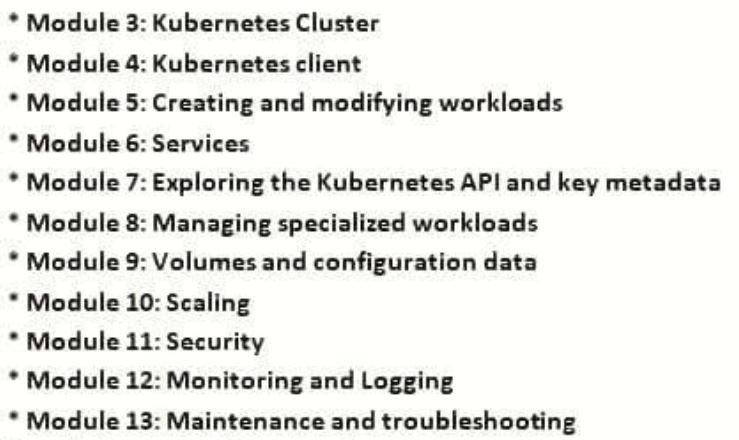 * Module 3: Kubernetes Cluster
* Module 4: Kubernetes client
* Module 5: Creating and modifying workloads
* Module 6: Services
* Module 7: Exploring the Kubernetes API and key metadata
* Module 8: Managing specialized workloads
* Module 9: Volumes and configuration data
* Module 10: Scaling
* Module 11: Security
* Module 12: Monitoring and Logging
* Module 13: Maintenance and troubleshooting